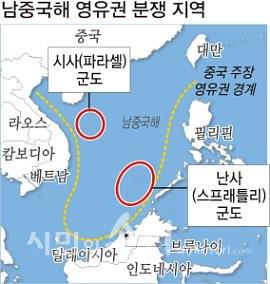 남중국해 영유권 분쟁 지역
중국
대만
시사(파라셀)
군도
중국 주장
영유권 경계
라오스
남중국해
필리핀
캄보디아
베트남
난사
(스프래틀리)
군도
시민
브루나이
말레이시아
인도네시아